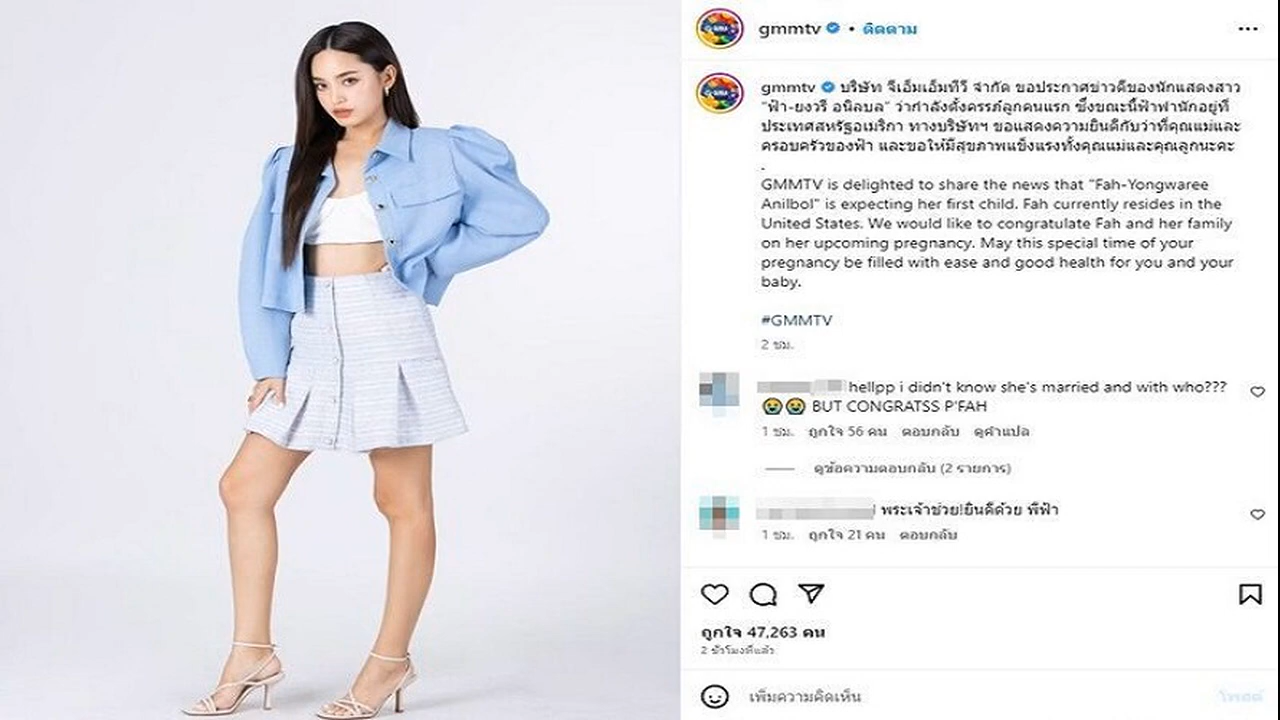 gmmtv • ติดตาม
gmmtv บริษัท จีเอ็มเอ็มทีวี จำกัด ขอประกาศข่าวดีของนักแสดงสาว
"ฟ้า-ยงวรี อนิลบล" ว่ากำลังตั้งครรภ์ลูกคนแรก ซึ่งขณะนี้ฟ้าพำนักอยู่ที่
ประเทศสหรัฐอเมริกา ทางบริษัทฯ ขอแสดงความยินดีกับว่าที่คุณแม่และ
ครอบครัวของฟ้า และขอให้มีสุขภาพแข็งแรงทั้งคุณแม่และคุณลูกนะคะ
.
GMMTV is delighted to share the news that "Fah-Yongwaree
Anilbol" is expecting her first child. Fah currently resides in the
United States. We would like to congratulate Fah and her family
on her upcoming pregnancy. May this special time of your
pregnancy be filled with ease and good health for you and your
baby.
#GMMTV
2 ชม.
hellpp i didn't know she's married and with who???
😭😭 BUT CONGRATSS P'FAH
1 ชม. ถูกใจ 56 คน ตอบกลับ ดูคำแปล
ดูข้อความตอบกลับ (2 รายการ)
พระเจ้าช่วย!ยินดีด้วย พี่ฟ้า
1 ชม. ถูกใจ 21 คน ตอบกลับ
ถูกใจ 47,263 คน
2 ชั่วโมงที่แล้ว
เพิ่มความคิดเห็น
โพสต์